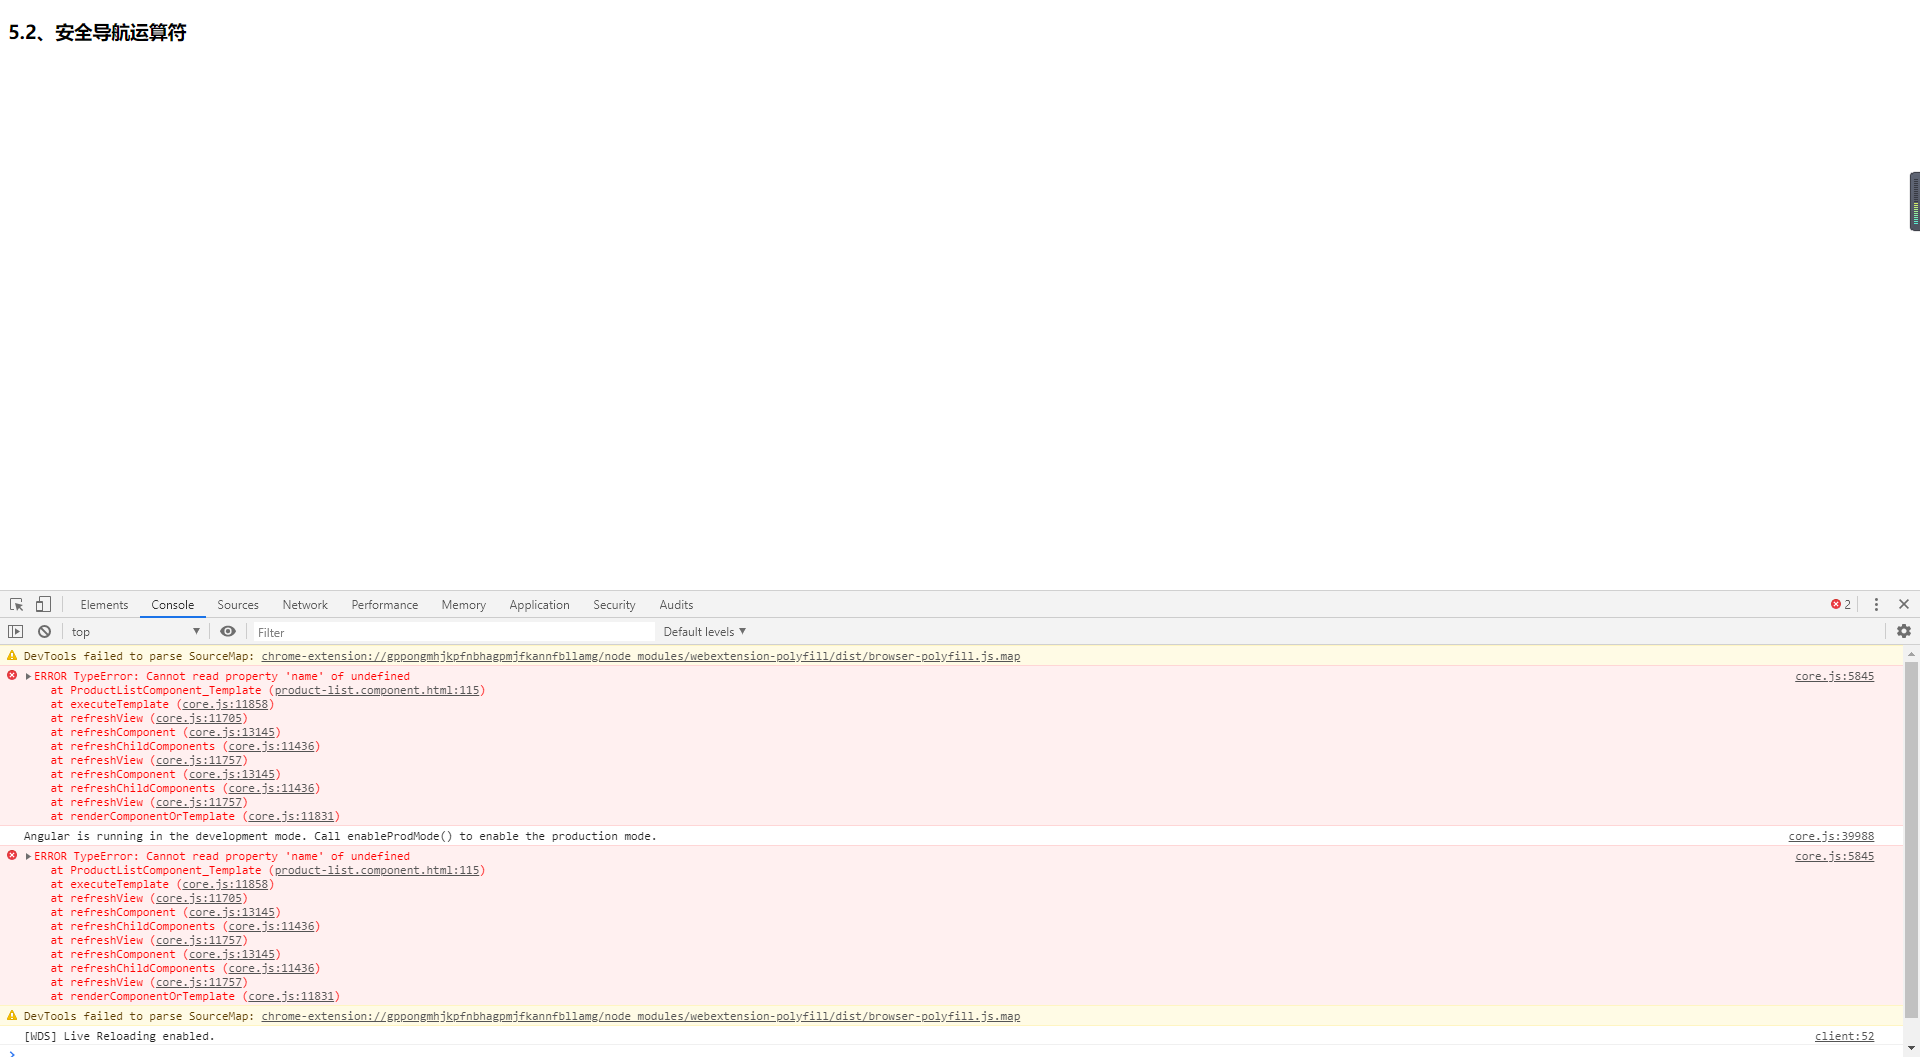 5.2、安全导航运算符
Elements Console Sources Network Performance Memory Application Security Audits 2
top Filter Default levels
DevTools failed to parse SourceMap: chrome-extension://gppongmhjkpfnbhagpmjfkannfbllamg/node_modules/webextension-polyfill/dist/browser-polyfill.js.map
ERROR TypeError: Cannot read property 'name' of undefined core.js:5845
at ProductListComponent_Template (product-list.component.html:115)
at executeTemplate (core.js:11858)
at refreshView (core.js:11705)
at refreshComponent (core.js:13145)
at refreshChildComponents (core.js:11436)
at refreshView (core.js:11757)
at refreshComponent (core.js:13145)
at refreshChildComponents (core.js:11436)
at refreshView (core.js:11757)
at renderComponentOrTemplate (core.js:11831)
Angular is running in the development mode. Call enableProdMode() to enable the production mode. core.js:39988
ERROR TypeError: Cannot read property 'name' of undefined core.js:5845
at ProductListComponent_Template (product-list.component.html:115)
at executeTemplate (core.js:11858)
at refreshView (core.js:11705)
at refreshComponent (core.js:13145)
at refreshChildComponents (core.js:11436)
at refreshView (core.js:11757)
at refreshComponent (core.js:13145)
at refreshChildComponents (core.js:11436)
at refreshView (core.js:11757)
at renderComponentOrTemplate (core.js:11831)
DevTools failed to parse SourceMap: chrome-extension://gppongmhjkpfnbhagpmjfkannfbllamg/node_modules/webextension-polyfill/dist/browser-polyfill.js.map
[WDS] Live Reloading enabled. client:52